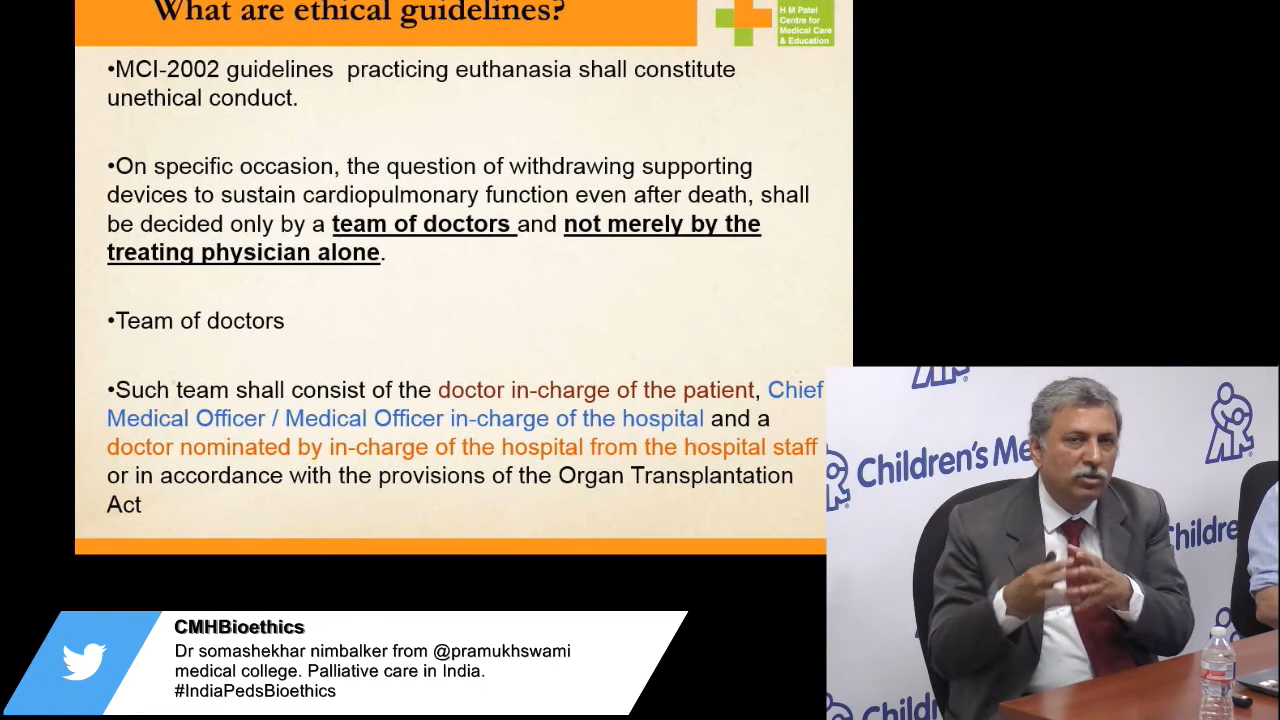 What are ethical guidelines?
H M Patel
Centre for
Medical Care
& Education
•MCI-2002 guidelines practicing euthanasia shall constitute
unethical conduct.
•On specific occasion, the question of withdrawing supporting
devices to sustain cardiopulmonary function even after death, shall
be decided only by a team of doctors and not merely by the
treating physician alone.
•Team of doctors
•Such team shall consist of the doctor in-charge of the patient, Chief
Medical Officer / Medical Officer in-charge of the hospital and a
doctor nominated by in-charge of the hospital from the hospital staff
or in accordance with the provisions of the Organ Transplantation
Act
Children's Me
Children
Children
CMHBioethics
Dr somashekhar nimbalker from @pramukhswami
medical college. Palliative care in India.
#IndiaPedsBioethics